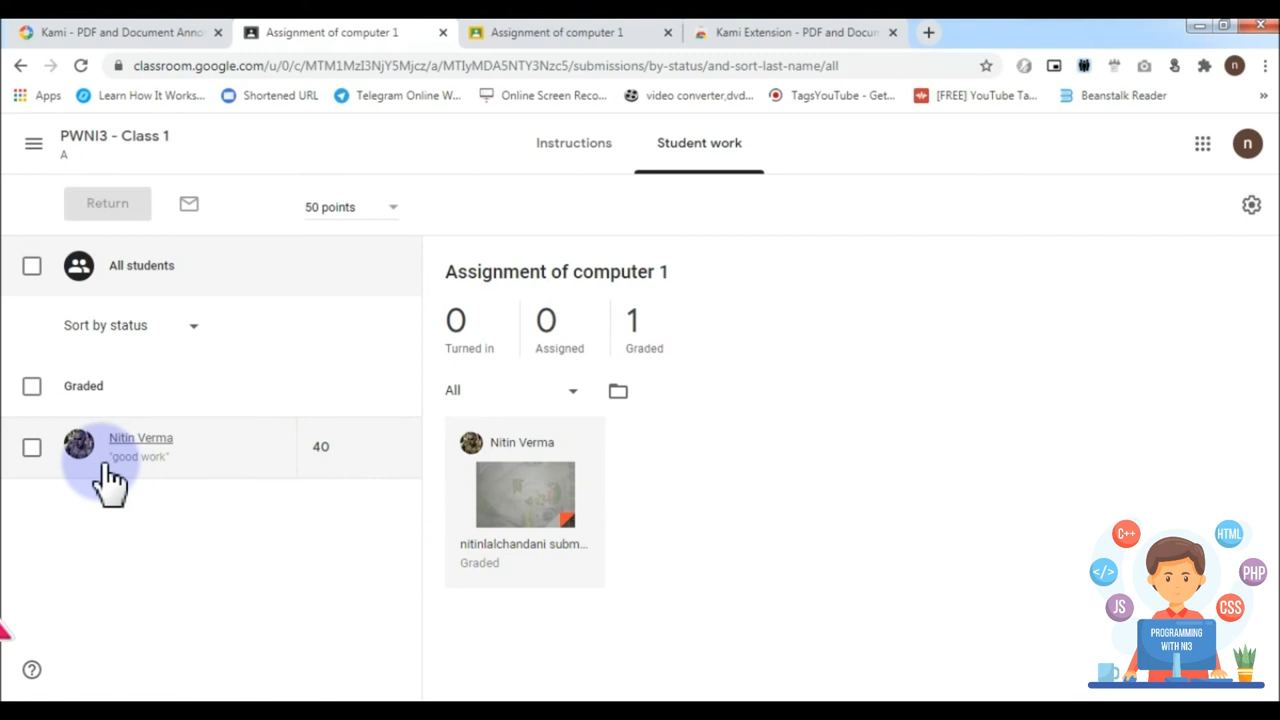 Kami - PDF and Document Anno
Assignment of computer 1
Assignment of computer 1
Kami Extension - PDF and Docun
classroom.google.com/u/0/c/MTM1MzI3NjY5Mjcz/a/MTIyMDA5NTY3Nzc5/submissions/by-status/and-sort-last-name/all
n
Apps
Learn How It Works...
Shortened URL
Telegram Online W...
Online Screen Reco...
video converter,dvd...
TagsYouTube - Get...
[FREE] YouTube Ta...
Beanstalk Reader
»
PWNI3 - Class 1
A
Instructions
Student work
n
Return
50 points
All students
Sort by status
Graded
Nitin Verma
"good work"
40
Assignment of computer 1
0
0
1
Turned in
Assigned
Graded
All
Nitin Verma
nitinlalchandani subm...
Graded
C++
HTML
</>
PHP
JS
CSS
PROGRAMMING
WITH NI3